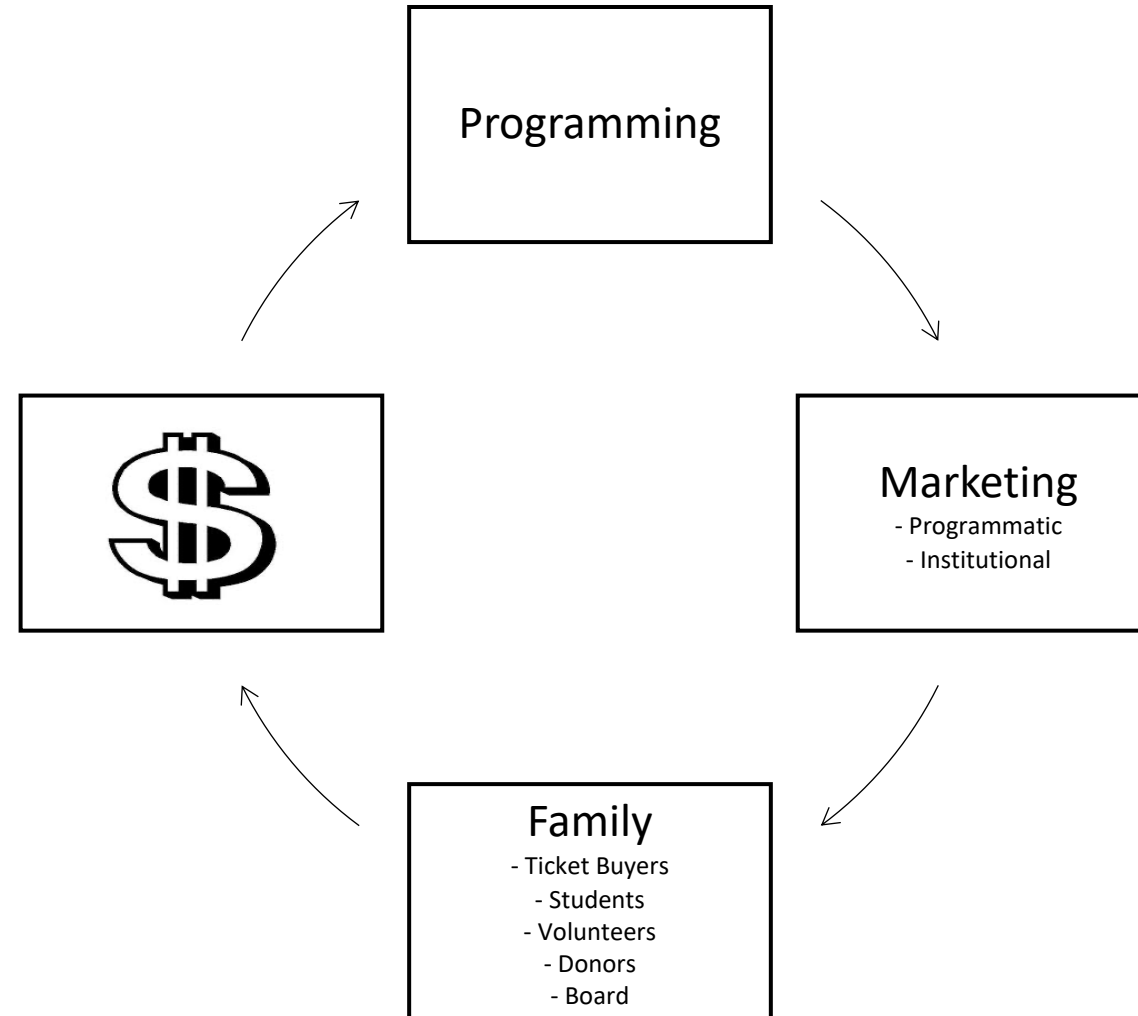 Programming
Marketing
- Programmatic
- Institutional
Family
- Ticket Buyers
- Students
- Volunteers
- Donors
- Board
$